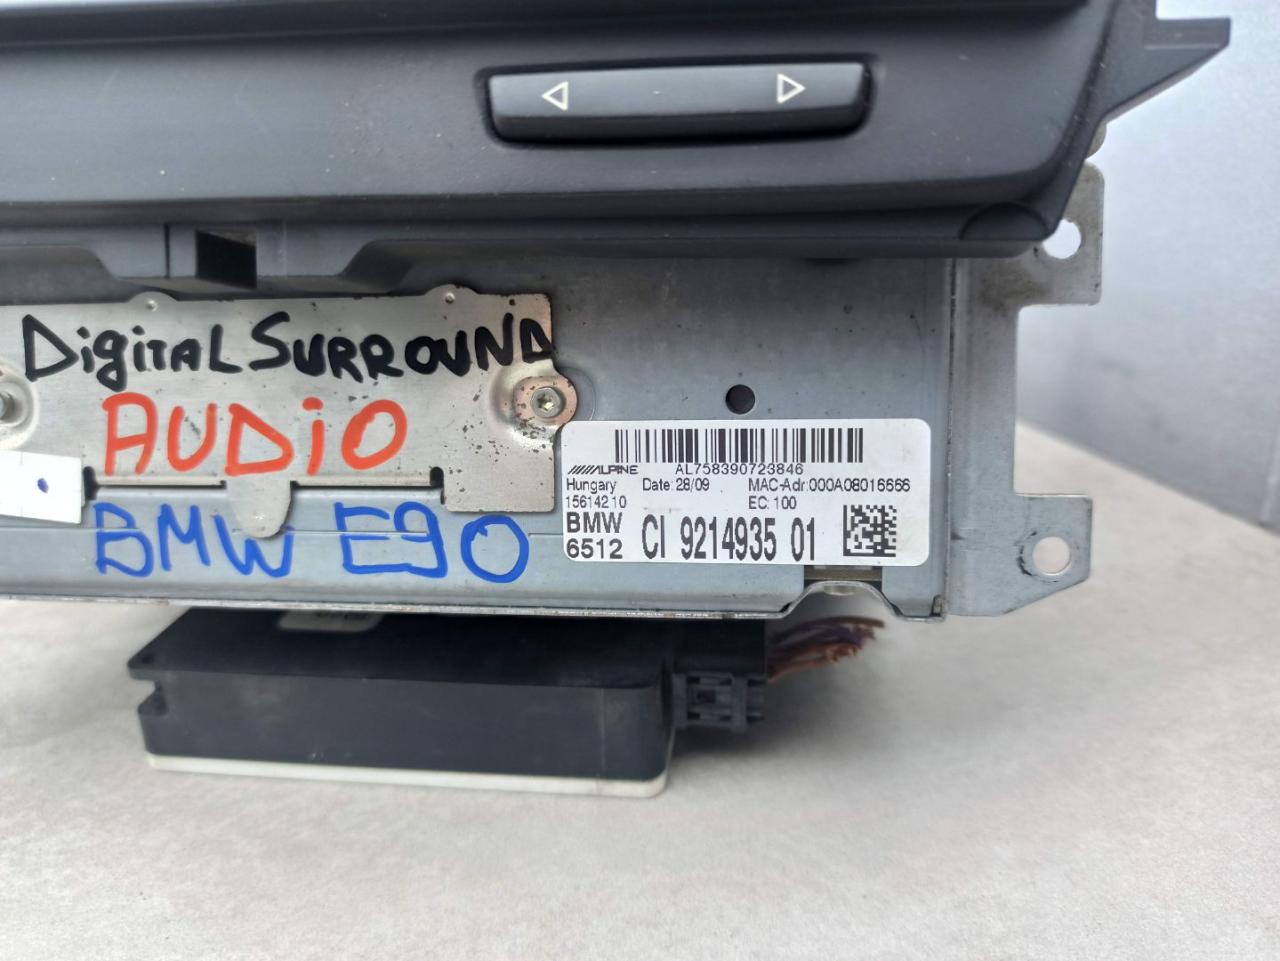 DigiTAL SURROUND
AUDiO
BMW E90
AL758390723846
ALPINE
Hungary Date: 28/09 MAC-Adr:000A08016666
15614210 EC: 100
BMW
6512 CI 9214935 01